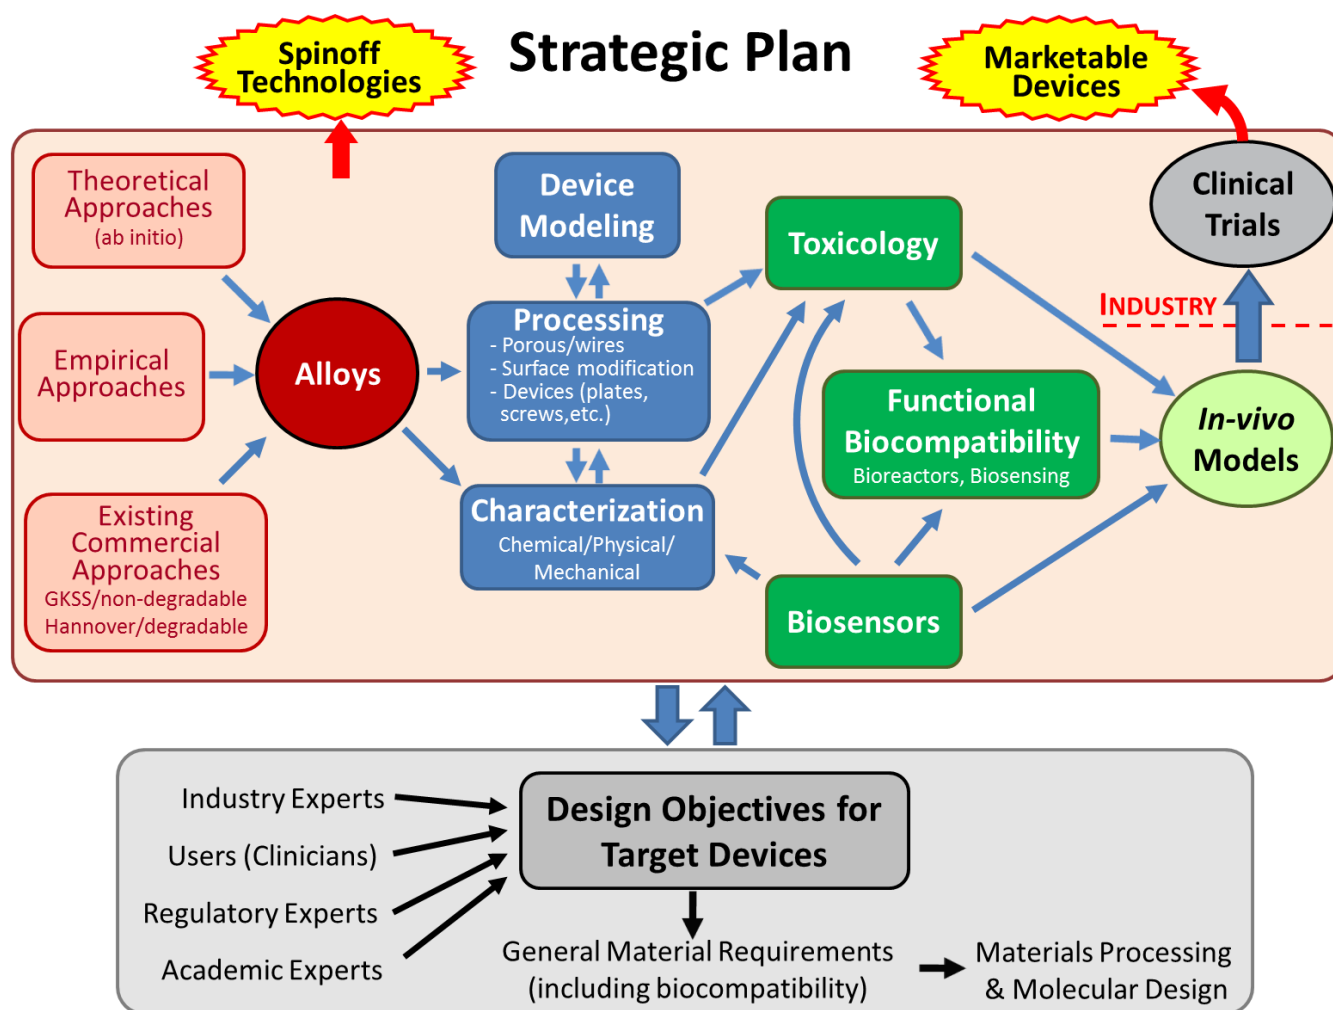 Strategic Plan
Spinoff
Technologies
Marketable
Devices
Theoretical
Approaches
(ab initio)
Empirical
Approaches
Existing
Commercial
Approaches
GKSS/non-degradable
Hannover/degradable
Alloys
Device
Modeling
Processing
- Porous/wires
- Surface modification
- Devices (plates,
screws,etc.)
Characterization
Chemical/Physical/
Mechanical
Toxicology
Functional
Biocompatibility
Bioreactors, Biosensing
Biosensors
Clinical
Trials
INDUSTRY
In-vivo
Models
Industry Experts
Users (Clinicians)
Regulatory Experts
Academic Experts
Design Objectives for
Target Devices
General Material Requirements
(including biocompatibility)
Materials Processing
& Molecular Design